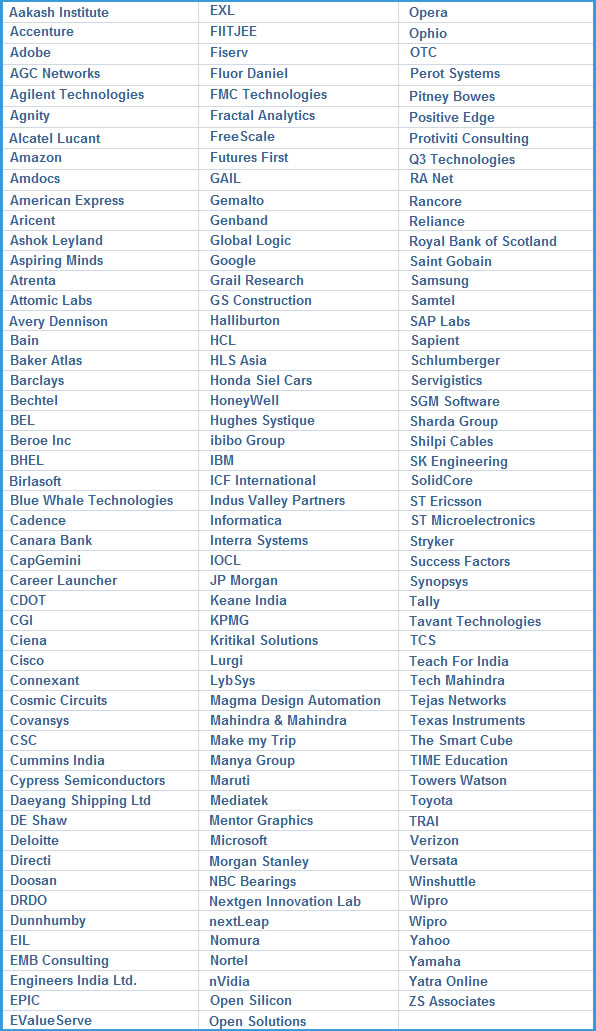 Aakash Institute
Accenture
Adobe
AGC Networks
Agilent Technologies
Agnity
Alcatel Lucant
Amazon
Amdocs
American Express
Aricent
Ashok Leyland
Aspiring Minds
Atrenta
Attomic Labs
Avery Dennison
Bain
Baker Atlas
Barclays
Bechtel
BEL
Beroe Inc
BHEL
Birlasoft
Blue Whale Technologies
Cadence
Canara Bank
CapGemini
Career Launcher
CDOT
CGI
Ciena
Cisco
Connexant
Cosmic Circuits
Covansys
CSC
Cummins India
Cypress Semiconductors
Daeyang Shipping Ltd
DE Shaw
Deloitte
Directi
Doosan
DRDO
Dunnhumby
EIL
EMB Consulting
Engineers India Ltd.
EPIC
EValueServe
EXL
FIITJEE
Fiserv
Fluor Daniel
FMC Technologies
Fractal Analytics
FreeScale
Futures First
GAIL
Gemalto
Genband
Global Logic
Google
Grail Research
GS Construction
Halliburton
HCL
HLS Asia
Honda Siel Cars
HoneyWell
Hughes Systique
ibibo Group
IBM
ICF International
Indus Valley Partners
Informatica
Interra Systems
IOCL
JP Morgan
Keane India
KPMG
Kritikal Solutions
Lurgi
LybSys
Magma Design Automation
Mahindra & Mahindra
Make my Trip
Manya Group
Maruti
Mediatek
Mentor Graphics
Microsoft
Morgan Stanley
NBC Bearings
Nextgen Innovation Lab
nextLeap
Nomura
Nortel
nVidia
Open Silicon
Open Solutions
Opera
Ophio
OTC
Perot Systems
Pitney Bowes
Positive Edge
Protiviti Consulting
Q3 Technologies
RA Net
Rancore
Reliance
Royal Bank of Scotland
Saint Gobain
Samsung
Samtel
SAP Labs
Sapient
Schlumberger
Servigistics
SGM Software
Sharda Group
Shilpi Cables
SK Engineering
SolidCore
ST Ericsson
ST Microelectronics
Stryker
Success Factors
Synopsys
Tally
Tavant Technologies
TCS
Teach For India
Tech Mahindra
Tejas Networks
Texas Instruments
The Smart Cube
TIME Education
Towers Watson
Toyota
TRAI
Verizon
Versata
Winshuttle
Wipro
Wipro
Yahoo
Yamaha
Yatra Online
ZS Associates